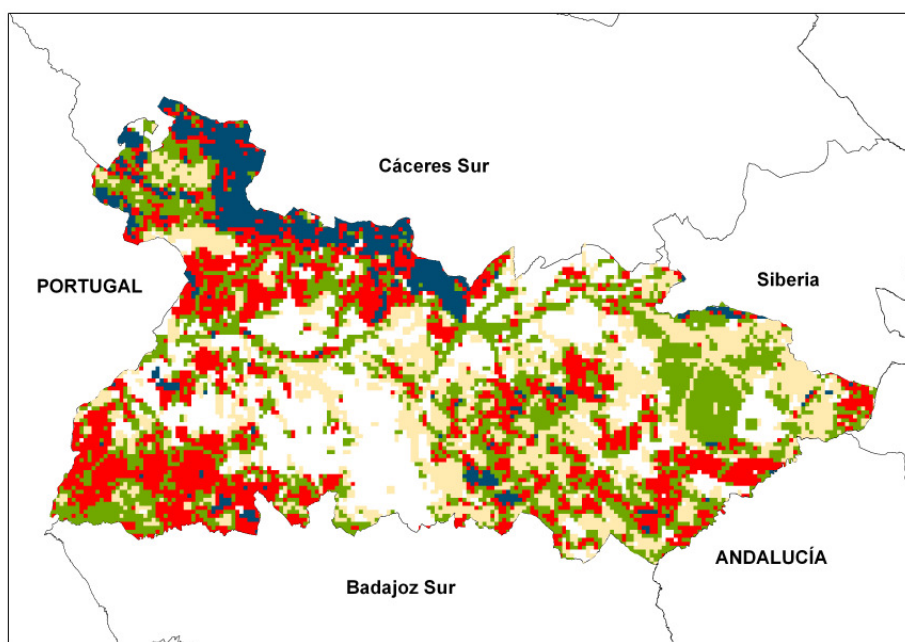 Cáceres Sur
PORTUGAL
Siberia
ANDALUCÍA
Badajoz Sur